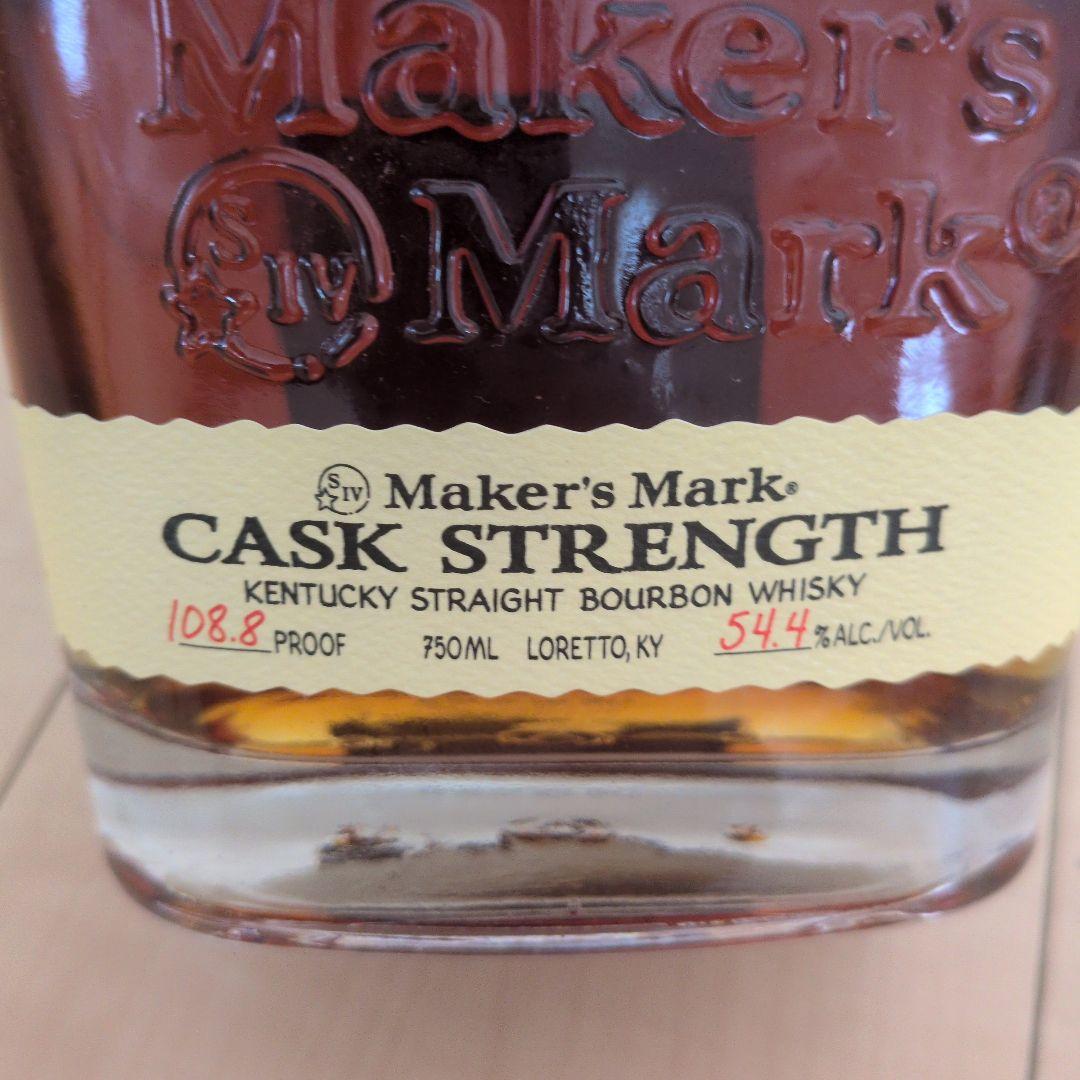 Maker's
S IV Mark®
S IV Maker's Mark®
CASK STRENGTH
KENTUCKY STRAIGHT BOURBON WHISKY
108.8 PROOF 750ML LORETTO, KY 54.4 % ALC./VOL.